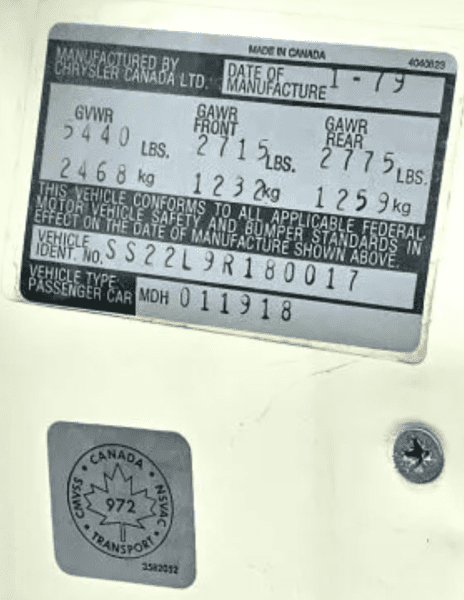 MADE IN CANADA
4040623
MANUFACTURED BY
CHRYSLER CANADA LTD.
DATE OF
MANUFACTURE
1-79
GVWR
5440 LBS.
2468 kg
GAWR
FRONT
2715 LBS.
1232 kg
GAWR
REAR
2775 LBS.
1259 kg
THIS VEHICLE CONFORMS TO ALL APPLICABLE FEDERAL
MOTOR VEHICLE SAFETY AND BUMPER STANDARDS IN
EFFECT ON THE DATE OF MANUFACTURE SHOWN ABOVE.
VEHICLE
IDENT. NO. SS22L9R180017
VEHICLE TYPE
PASSENGER CAR
MDH 011918
CANADA
CMVSS
972
NSVAC
TRANSPORT
3582052